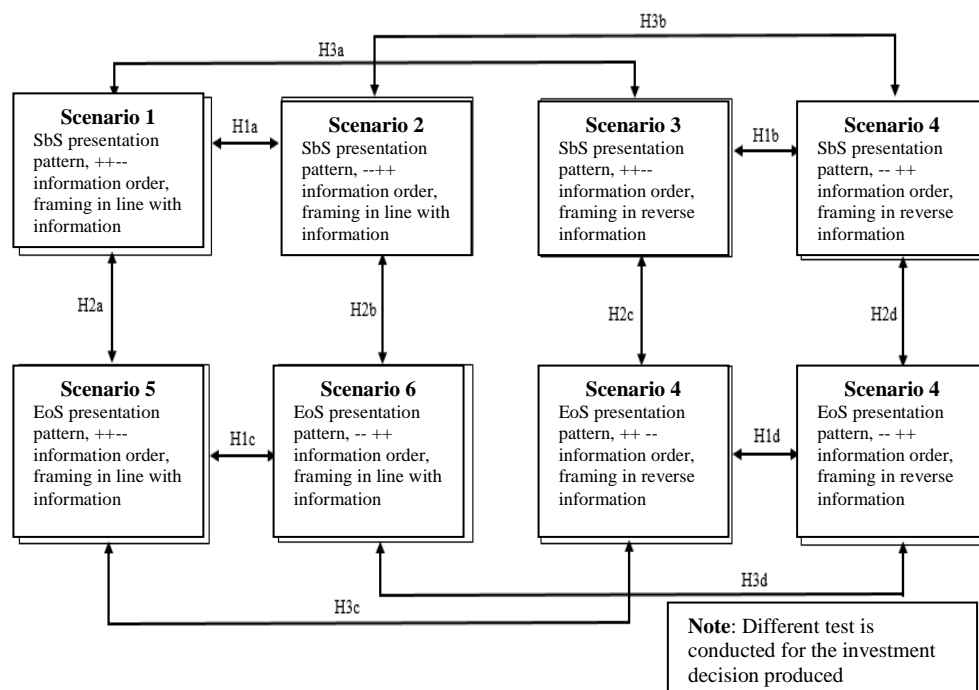 H3b
H3a
Scenario 1
SbS presentation
pattern, ++--
information order,
framing in line with
information
H1a
Scenario 2
SbS presentation
pattern, --++
information order,
framing in line with
information
Scenario 3
SbS presentation
pattern, ++--
information order,
framing in reverse
information
H1b
Scenario 4
SbS presentation
pattern, -- ++
information order,
framing in reverse
information
H2a
H2b
H2c
H2d
Scenario 5
EoS presentation
pattern, ++--
information order,
framing in line with
information
H1c
Scenario 6
EoS presentation
pattern, -- ++
information order,
framing in line with
information
Scenario 4
EoS presentation
pattern, ++ --
information order,
framing in reverse
information
H1d
Scenario 4
EoS presentation
pattern, -- ++
information order,
framing in reverse
information
H3d
H3c
Note: Different test is
conducted for the investment
decision produced